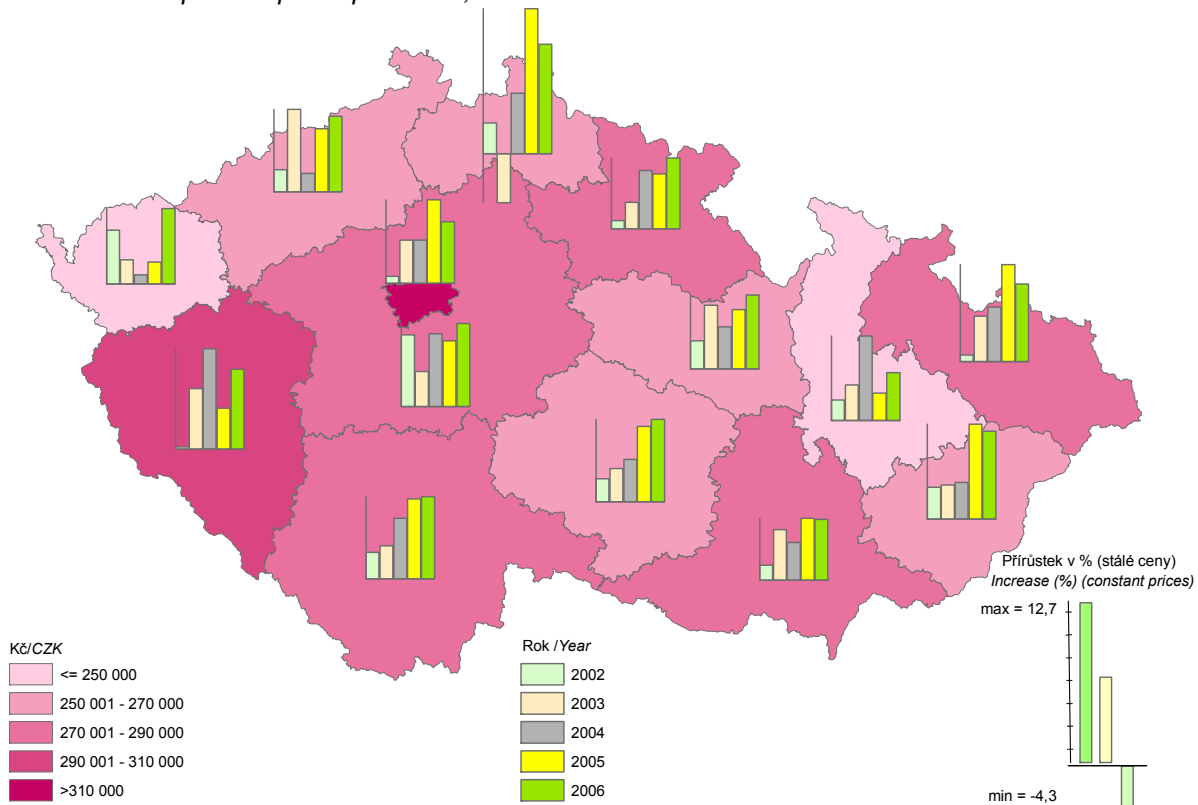 Přírůstek v % (stálé ceny)
Increase (%) (constant prices)
max = 12,7
min = -4,3
Kč/CZK
<= 250 000
250 001 - 270 000
270 001 - 290 000
290 001 - 310 000
>310 000
Rok /Year
2002
2003
2004
2005
2006